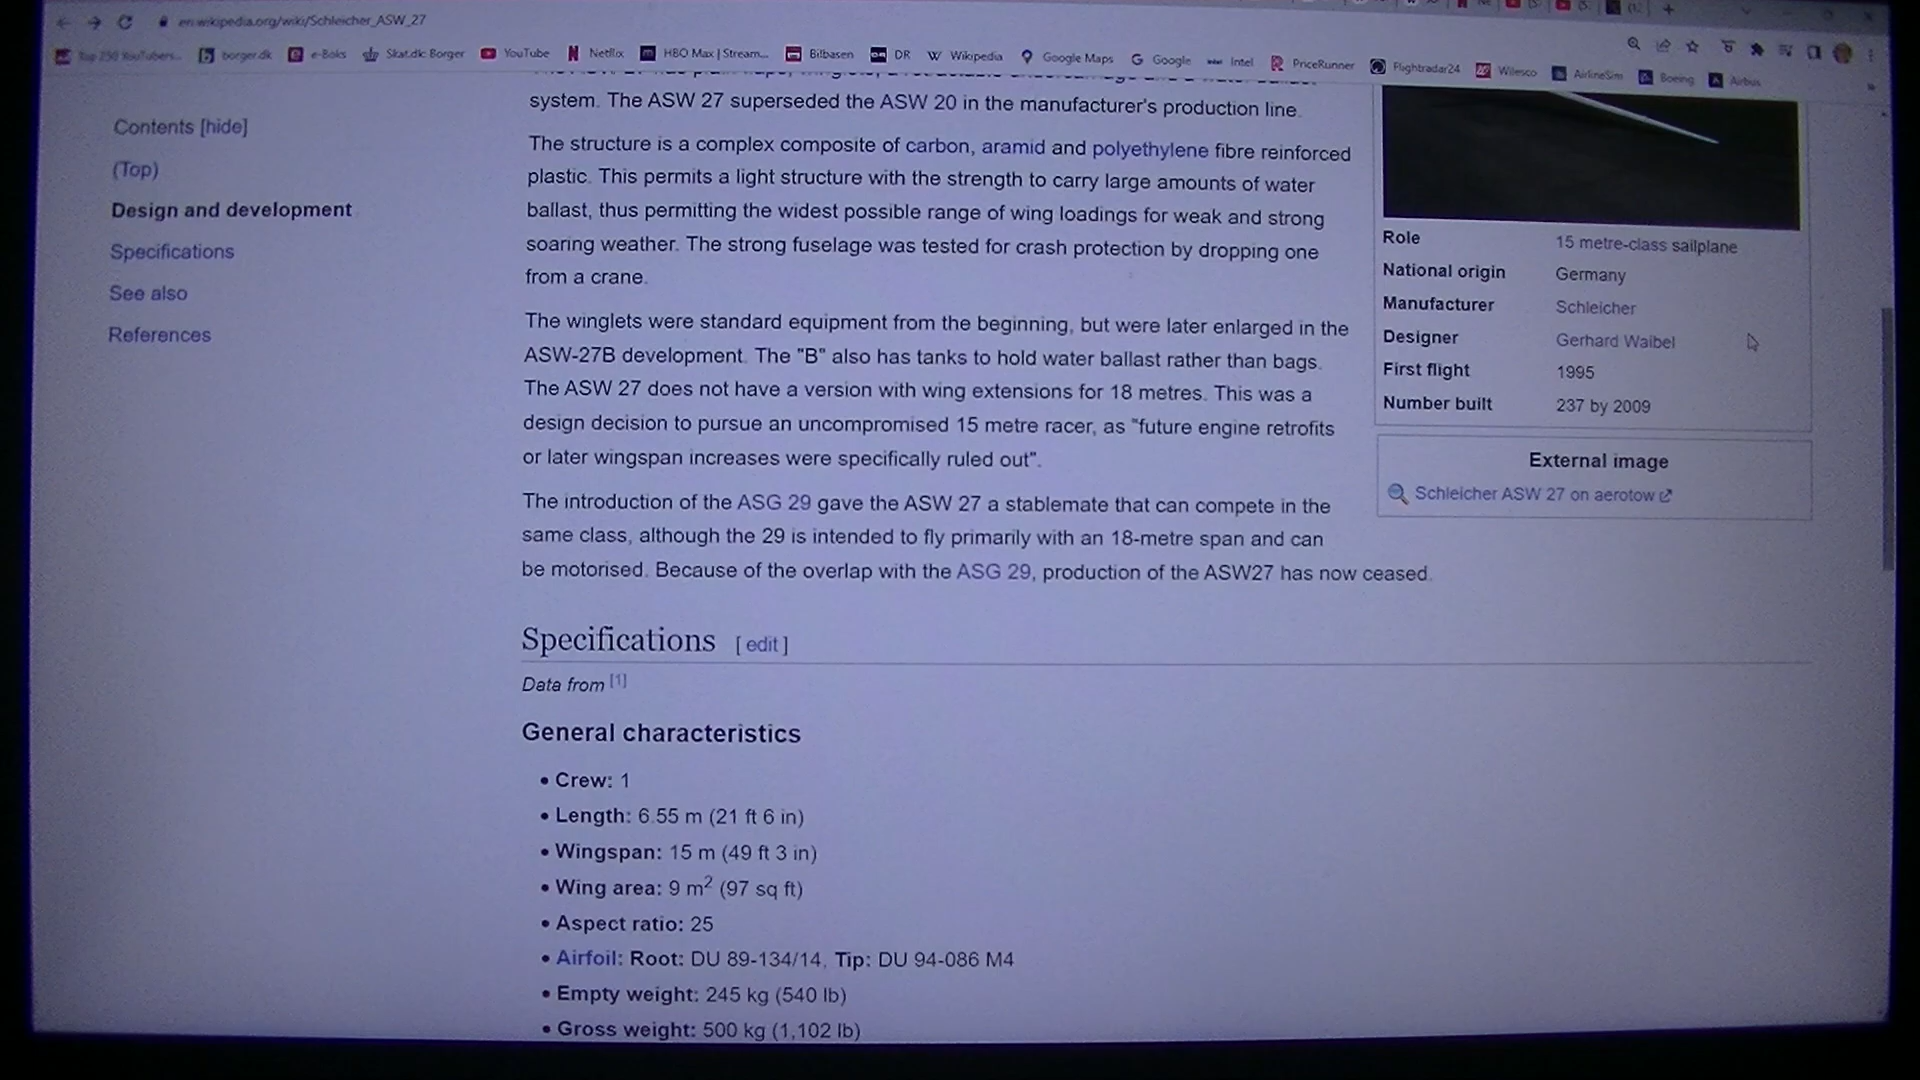 en.wikipedia.org/wiki/Schleicher_ASW_27
Top 250 YouTubers... borger.dk e-Boks Skat.dk: Borger YouTube Netflix HBO Max | Stream... Bilbasen DR Wikipedia Google Maps Google Intel PriceRunner Flightradar24 Wilesco AirlineSim Boeing Airbus
Contents [hide]
(Top)
Design and development
Specifications
See also
References
system. The ASW 27 superseded the ASW 20 in the manufacturer's production line.
The structure is a complex composite of carbon, aramid and polyethylene fibre reinforced
plastic. This permits a light structure with the strength to carry large amounts of water
ballast, thus permitting the widest possible range of wing loadings for weak and strong
soaring weather. The strong fuselage was tested for crash protection by dropping one
from a crane.
The winglets were standard equipment from the beginning, but were later enlarged in the
ASW-27B development. The "B" also has tanks to hold water ballast rather than bags.
The ASW 27 does not have a version with wing extensions for 18 metres. This was a
design decision to pursue an uncompromised 15 metre racer, as "future engine retrofits
or later wingspan increases were specifically ruled out".
The introduction of the ASG 29 gave the ASW 27 a stablemate that can compete in the
same class, although the 29 is intended to fly primarily with an 18-metre span and can
be motorised. Because of the overlap with the ASG 29, production of the ASW27 has now ceased.
Role 15 metre-class sailplane
National origin Germany
Manufacturer Schleicher
Designer Gerhard Waibel
First flight 1995
Number built 237 by 2009
External image
Schleicher ASW 27 on aerotow
Specifications [ edit ]
Data from [1]
General characteristics
• Crew: 1
• Length: 6.55 m (21 ft 6 in)
• Wingspan: 15 m (49 ft 3 in)
• Wing area: 9 m² (97 sq ft)
• Aspect ratio: 25
• Airfoil: Root: DU 89-134/14, Tip: DU 94-086 M4
• Empty weight: 245 kg (540 lb)
• Gross weight: 500 kg (1,102 lb)